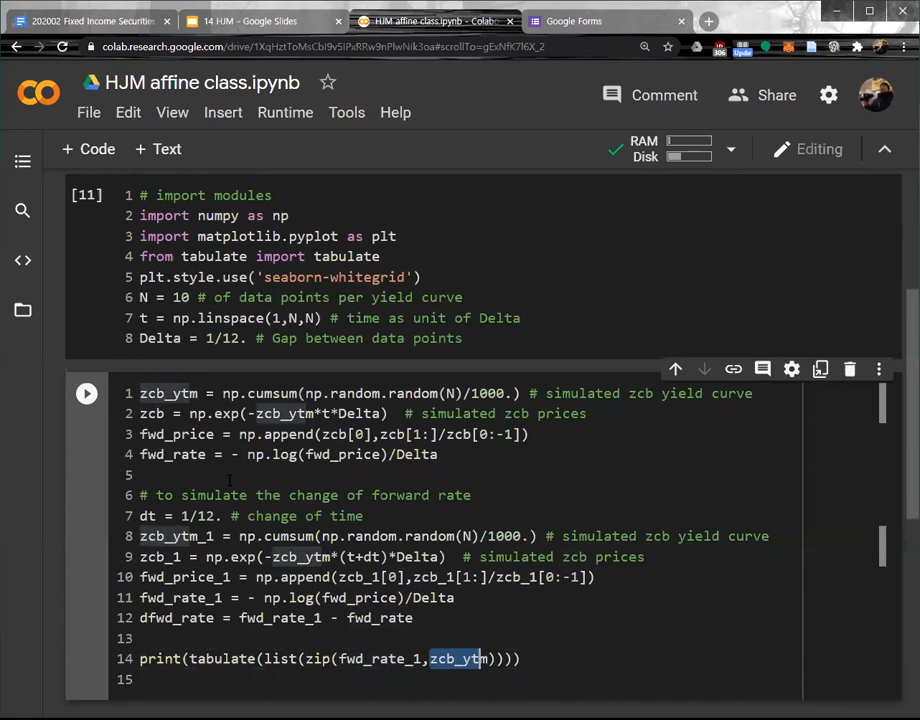 202002 Fixed Income Securities
14 HJM - Google Slides
HJM affine class.ipynb - Colabo
Google Forms
colab.research.google.com/drive/1XqHztToMsCbI9v5IPxRRw9nPlwNik3oa#scrollTo=gExNfK7l6X_2
306
Upda
HJM affine class.ipynb
File Edit View Insert Runtime Tools Help
Comment
Share
+ Code + Text
RAM
Disk
Editing
[11]
1 # import modules
2 import numpy as np
3 import matplotlib.pyplot as plt
4 from tabulate import tabulate
5 plt.style.use('seaborn-whitegrid')
6 N = 10 # of data points per yield curve
7 t = np.linspace(1,N,N) # time as unit of Delta
8 Delta = 1/12. # Gap between data points
1 zcb_ytm = np.cumsum(np.random.random(N)/1000.) # simulated zcb yield curve
2 zcb = np.exp(-zcb_ytm*t*Delta) # simulated zcb prices
3 fwd_price = np.append(zcb[0],zcb[1:]/zcb[0:-1])
4 fwd_rate = - np.log(fwd_price)/Delta
5
6 # to simulate the change of forward rate
7 dt = 1/12. # change of time
8 zcb_ytm_1 = np.cumsum(np.random.random(N)/1000.) # simulated zcb yield curve
9 zcb_1 = np.exp(-zcb_ytm*(t+dt)*Delta) # simulated zcb prices
10 fwd_price_1 = np.append(zcb_1[0],zcb_1[1:]/zcb_1[0:-1])
11 fwd_rate_1 = - np.log(fwd_price)/Delta
12 dfwd_rate = fwd_rate_1 - fwd_rate
13
14 print(tabulate(list(zip(fwd_rate_1,zcb_ytm))))
15